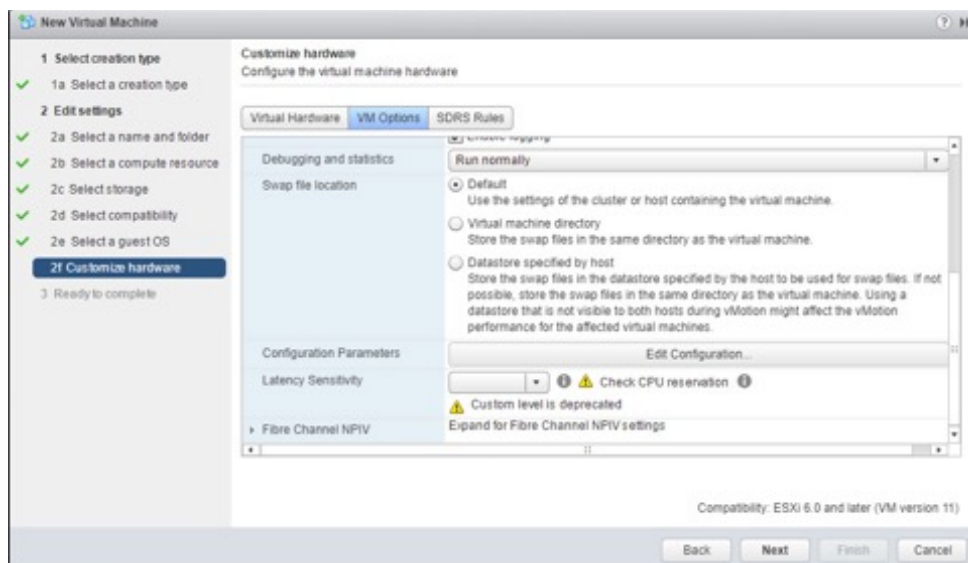 New Virtual Machine
1 Select creation type
1a Select a creation type
2 Edit settings
2a Select a name and folder
2b Select a compute resource
2c Select storage
2d Select compatibility
2e Select a guest OS
2f Customize hardware
3 Ready to complete
Customize hardware
Configure the virtual machine hardware
Virtual Hardware VM Options SDRS Rules
Enable logging
Debugging and statistics Run normally
Swap file location Default
Use the settings of the cluster or host containing the virtual machine.
Virtual machine directory
Store the swap files in the same directory as the virtual machine.
Datastore specified by host
Store the swap files in the datastore specified by the host to be used for swap files. If not
possible, store the swap files in the same directory as the virtual machine. Using a
datastore that is not visible to both hosts during vMotion might affect the vMotion
performance for the affected virtual machines.
Configuration Parameters Edit Configuration...
Latency Sensitivity Check CPU reservation
Custom level is deprecated
Fibre Channel NPIV Expand for Fibre Channel NPIV settings
Compatibility: ESXi 6.0 and later (VM version 11)
Back Next Finish Cancel